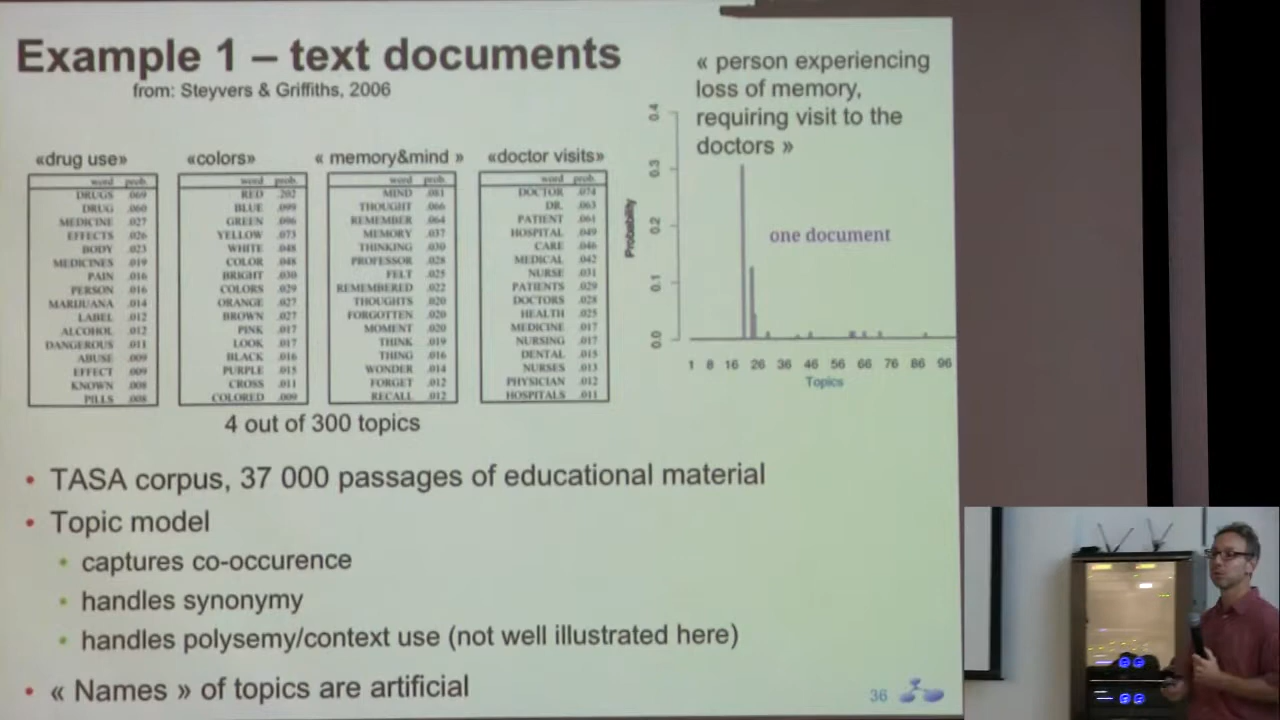 Example 1 – text documents
from: Steyvers & Griffiths, 2006
«drug use»
word prob.
DRUGS .069
DRUG .060
MEDICINE .027
EFFECTS .026
BODY .023
MEDICINES .019
PAIN .016
PERSON .016
MARIJUANA .014
LABEL .012
ALCOHOL .012
DANGEROUS .011
ABUSE .009
EFFECT .009
KNOWN .008
PILLS .008
«colors»
word prob.
RED .202
BLUE .099
GREEN .096
YELLOW .073
WHITE .048
COLOR .048
BRIGHT .030
COLORS .029
ORANGE .027
BROWN .027
PINK .017
LOOK .017
BLACK .016
PURPLE .015
CROSS .011
COLORED .009
« memory&mind »
word prob.
MIND .081
THOUGHT .066
REMEMBER .064
MEMORY .037
THINKING .030
PROFESSOR .028
FELT .025
REMEMBERED .022
THOUGHTS .020
FORGOTTEN .020
MOMENT .020
THINK .019
THING .016
WONDER .014
FORGET .012
RECALL .012
«doctor visits»
word prob.
DOCTOR .074
DR. .063
PATIENT .061
HOSPITAL .049
CARE .046
MEDICAL .042
NURSE .031
PATIENTS .029
DOCTORS .028
HEALTH .025
MEDICINE .017
NURSING .017
DENTAL .015
NURSES .013
PHYSICIAN .012
HOSPITALS .011
4 out of 300 topics
« person experiencing
loss of memory,
requiring visit to the
doctors »
0.4
0.3
0.2
0.1
0.0
Probability
one document
1 8 16 26 36 46 56 66 76 86 96
Topics
• TASA corpus, 37 000 passages of educational material
• Topic model
• captures co-occurence
• handles synonymy
• handles polysemy/context use (not well illustrated here)
• « Names » of topics are artificial
36